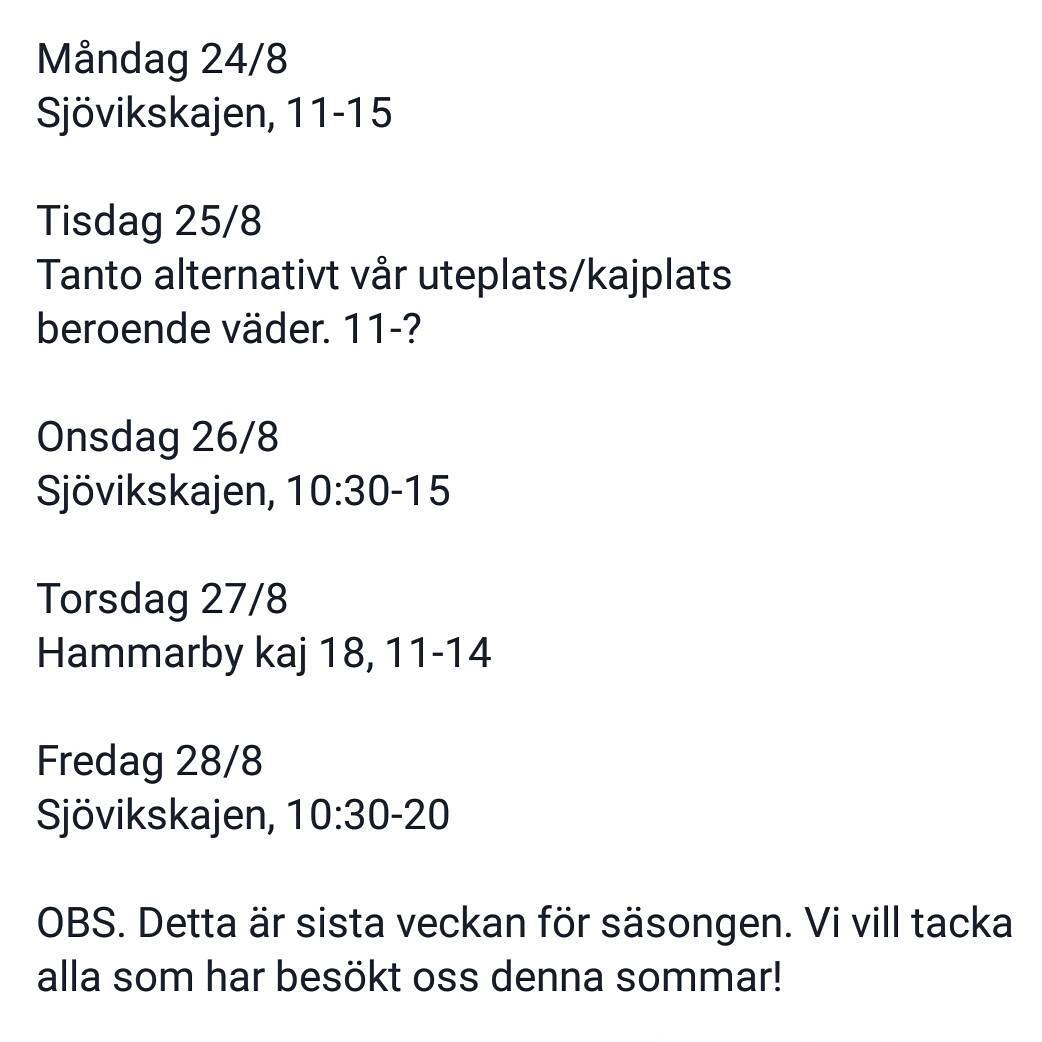 Måndag 24/8
Sjövikskajen, 11-15
Tisdag 25/8
Tanto alternativt vår uteplats/kajplats
beroende väder. 11-?
Onsdag 26/8
Sjövikskajen, 10:30-15
Torsdag 27/8
Hammarby kaj 18, 11-14
Fredag 28/8
Sjövikskajen, 10:30-20
OBS. Detta är sista veckan för säsongen. Vi vill tacka
alla som har besökt oss denna sommar!